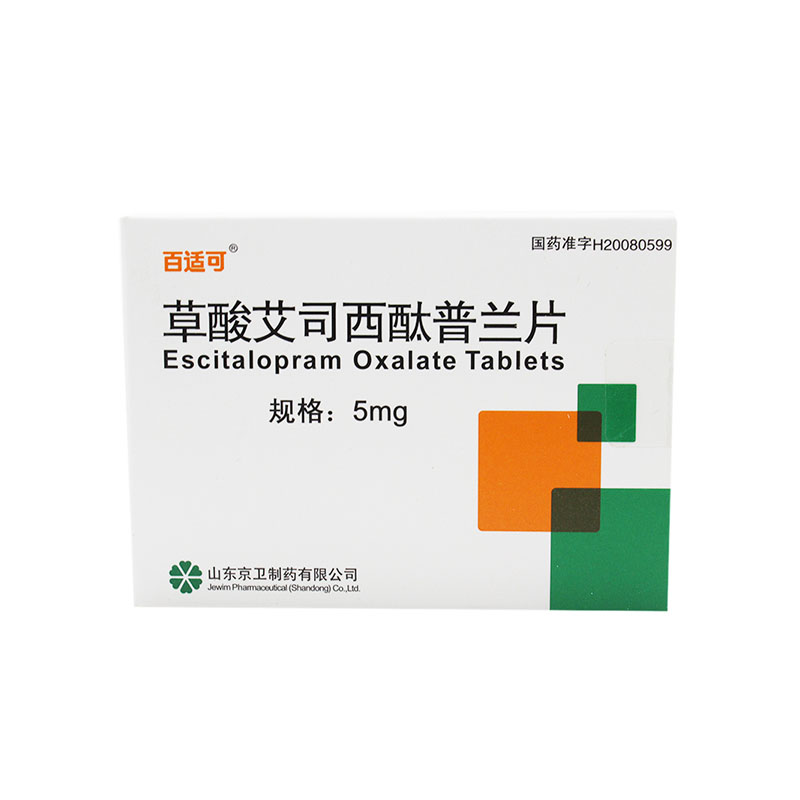 百适可®
国药准字H20080599
草酸艾司西酞普兰片
Escitalopram Oxalate Tablets
规格：5mg
山东京卫制药有限公司
Jewim Pharmaceutical (Shandong) Co.,Ltd.